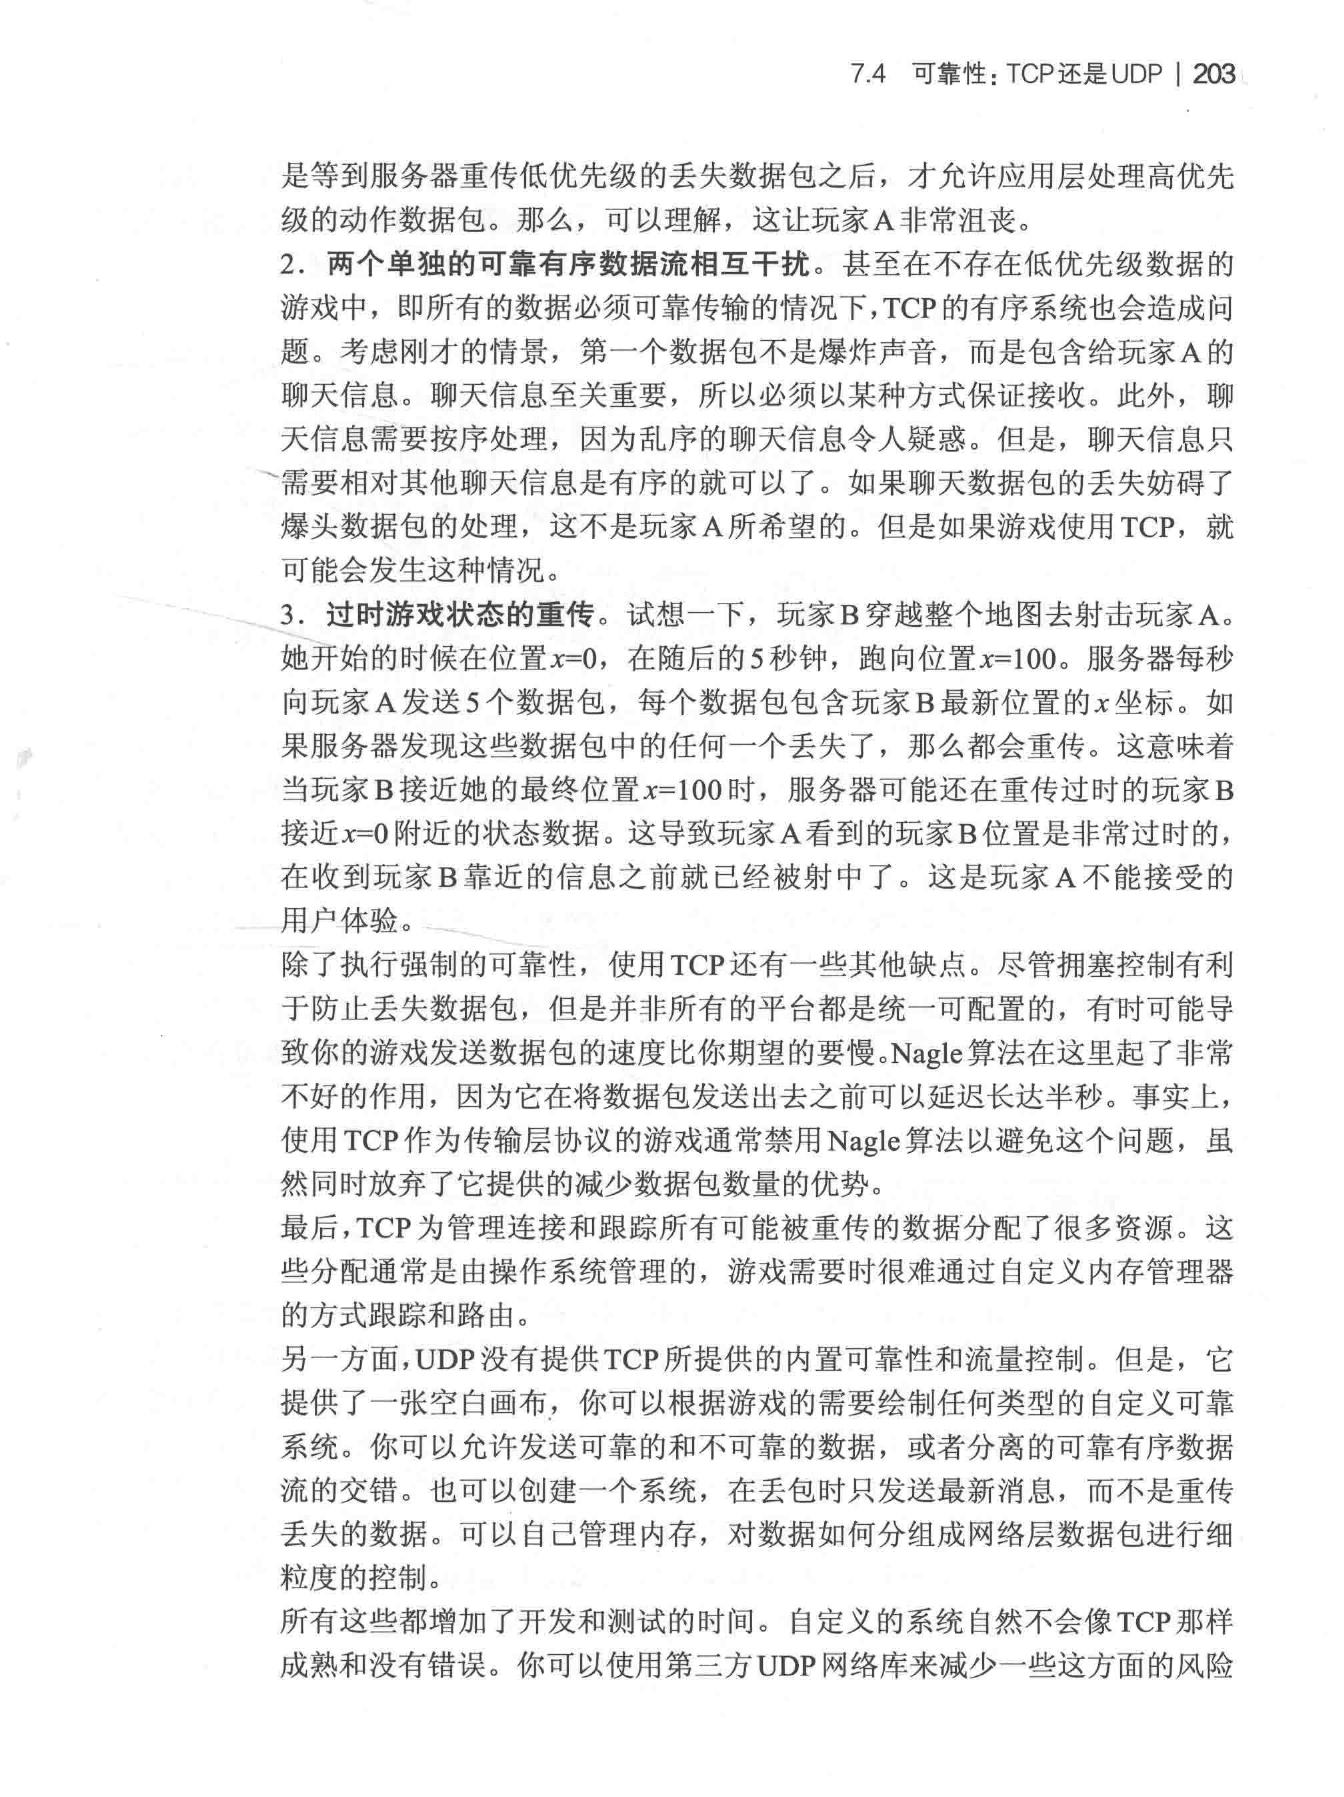 7.4 可靠性：TCP还是UDP | 203
是等到服务器重传低优先级的丢失数据包之后，才允许应用层处理高优先
级的动作数据包。那么，可以理解，这让玩家A非常沮丧。
2．两个单独的可靠有序数据流相互干扰。甚至在不存在低优先级数据的
游戏中，即所有的数据必须可靠传输的情况下，TCP的有序系统也会造成问
题。考虑刚才的情景，第一个数据包不是爆炸声音，而是包含给玩家A的
聊天信息。聊天信息至关重要，所以必须以某种方式保证接收。此外，聊
天信息需要按序处理，因为乱序的聊天信息令人疑惑。但是，聊天信息只
需要相对其他聊天信息是有序的就可以了。如果聊天数据包的丢失妨碍了
爆头数据包的处理，这不是玩家A所希望的。但是如果游戏使用TCP，就
可能会发生这种情况。
3．过时游戏状态的重传。试想一下，玩家B穿越整个地图去射击玩家A。
她开始的时候在位置x=0，在随后的5秒钟，跑向位置x=100。服务器每秒
向玩家A发送5个数据包，每个数据包包含玩家B最新位置的x坐标。如
果服务器发现这些数据包中的任何一个丢失了，那么都会重传。这意味着
当玩家B接近她的最终位置x=100时，服务器可能还在重传过时的玩家B
接近x=0附近的状态数据。这导致玩家A看到的玩家B位置是非常过时的，
在收到玩家B靠近的信息之前就已经被射中了。这是玩家A不能接受的
用户体验。
除了执行强制的可靠性，使用TCP还有一些其他缺点。尽管拥塞控制有利
于防止丢失数据包，但是并非所有的平台都是统一可配置的，有时可能导
致你的游戏发送数据包的速度比你期望的要慢。Nagle算法在这里起了非常
不好的作用，因为它在将数据包发送出去之前可以延迟长达半秒。事实上，
使用TCP作为传输层协议的游戏通常禁用Nagle算法以避免这个问题，虽
然同时放弃了它提供的减少数据包数量的优势。
最后，TCP为管理连接和跟踪所有可能被重传的数据分配了很多资源。这
些分配通常是由操作系统管理的，游戏需要时很难通过自定义内存管理器
的方式跟踪和路由。
另一方面，UDP没有提供TCP所提供的内置可靠性和流量控制。但是，它
提供了一张空白画布，你可以根据游戏的需要绘制任何类型的自定义可靠
系统。你可以允许发送可靠的和不可靠的数据，或者分离的可靠有序数据
流的交错。也可以创建一个系统，在丢包时只发送最新消息，而不是重传
丢失的数据。可以自己管理内存，对数据如何分组成网络层数据包进行细
粒度的控制。
所有这些都增加了开发和测试的时间。自定义的系统自然不会像TCP那样
成熟和没有错误。你可以使用第三方UDP网络库来减少一些这方面的风险